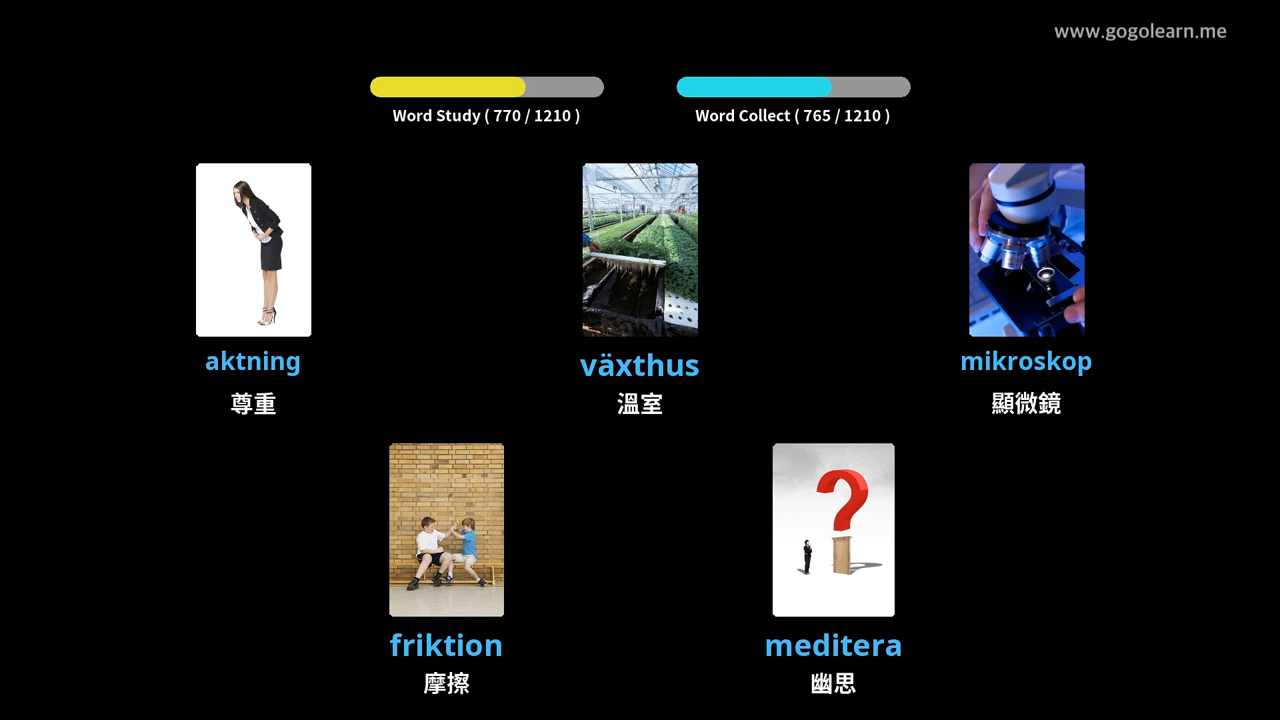 www.gogolearn.me
Word Study ( 770 / 1210 )
Word Collect ( 765 / 1210 )
aktning
växthus
mikroskop
尊重
溫室
顯微鏡
friktion
meditera
摩擦
幽思